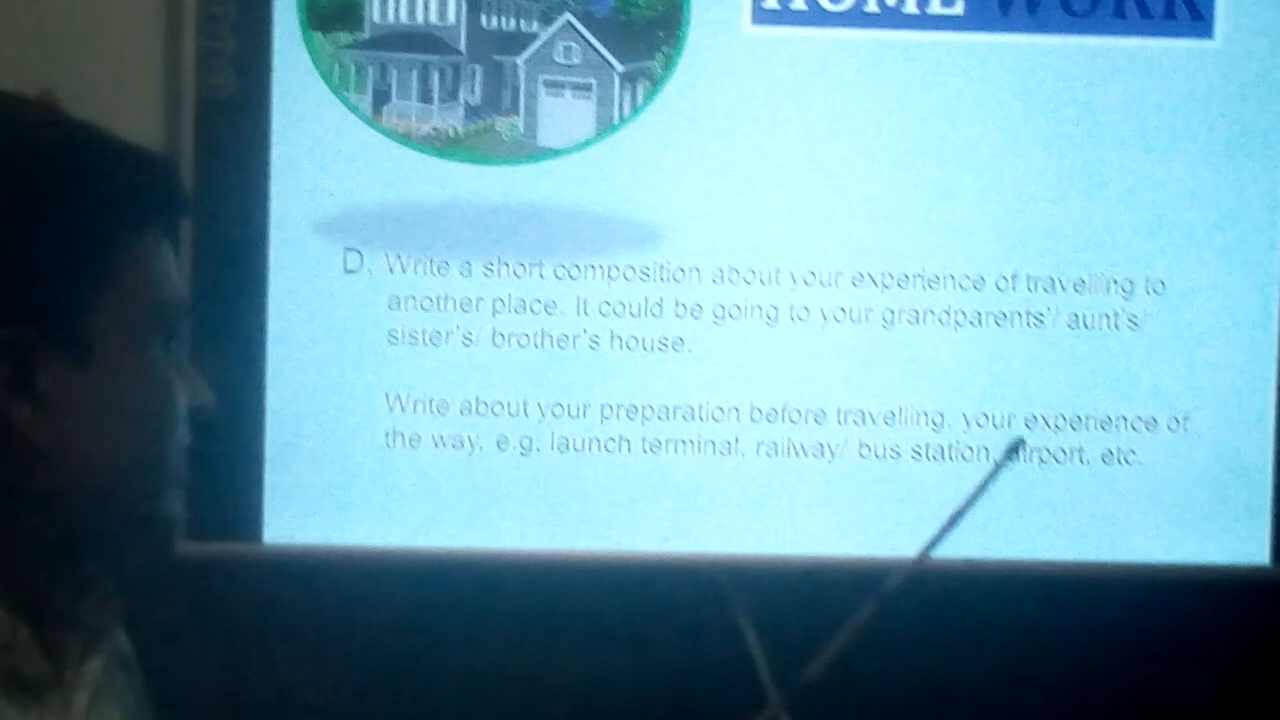 HOME WORK
D. Write a short composition about your experience of travelling to
another place. It could be going to your grandparents'/ aunt's/
sister's/ brother's house.
Write about your preparation before travelling, your experience of
the way, e.g. launch terminal, railway/ bus station, airport, etc.